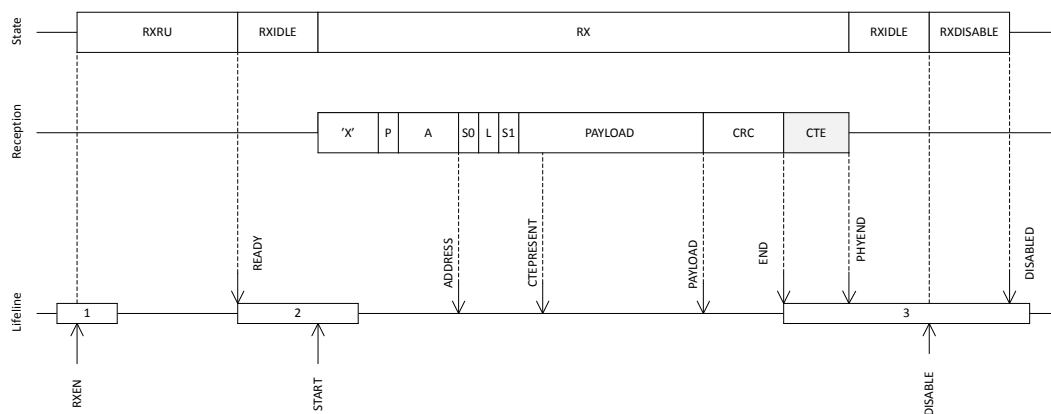 State
RXRU
RXIDLE
RX
RXIDLE
RXDISABLE
Reception
’X’
P
A
S0
L
S1
PAYLOAD
CRC
CTE
READY
ADDRESS
CTEPRESENT
PAYLOAD
END
PHYEND
DISABLED
Lifeline
1
2
3
RXEN
START
DISABLE